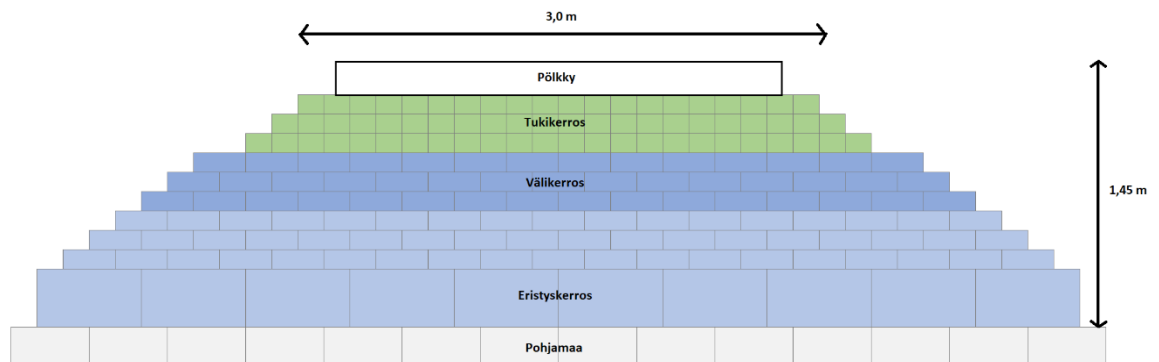 3,0 m
Pölkky
Tukikerros
Välikerros
1,45 m
Eristyskerros
Pohjamaa